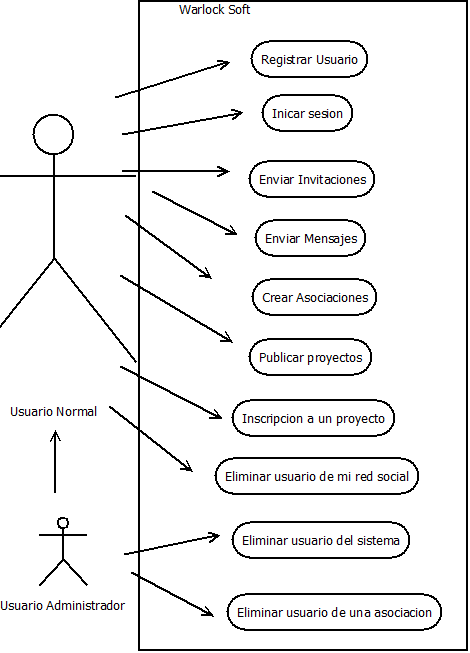 Warlock Soft
Registrar Usuario
Inicar sesion
Enviar Invitaciones
Enviar Mensajes
Crear Asociaciones
Publicar proyectos
Usuario Normal
Inscripcion a un proyecto
Eliminar usuario de mi red social
Eliminar usuario del sistema
Usuario Administrador
Eliminar usuario de una asociacion